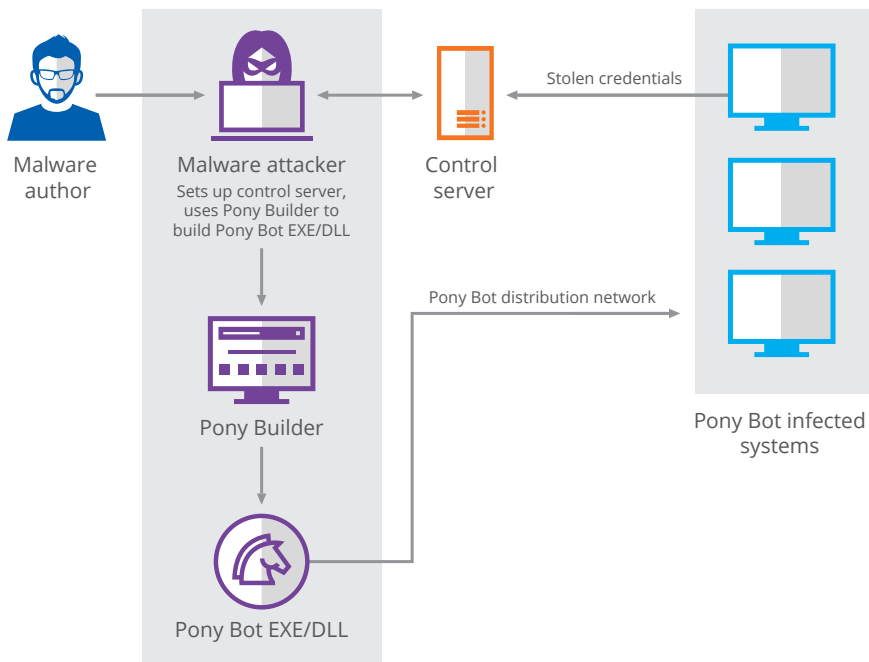 Malware
author
Malware attacker
Sets up control server,
uses Pony Builder to
build Pony Bot EXE/DLL
Control
server
Stolen credentials
Pony Bot distribution network
Pony Builder
Pony Bot infected
systems
Pony Bot EXE/DLL